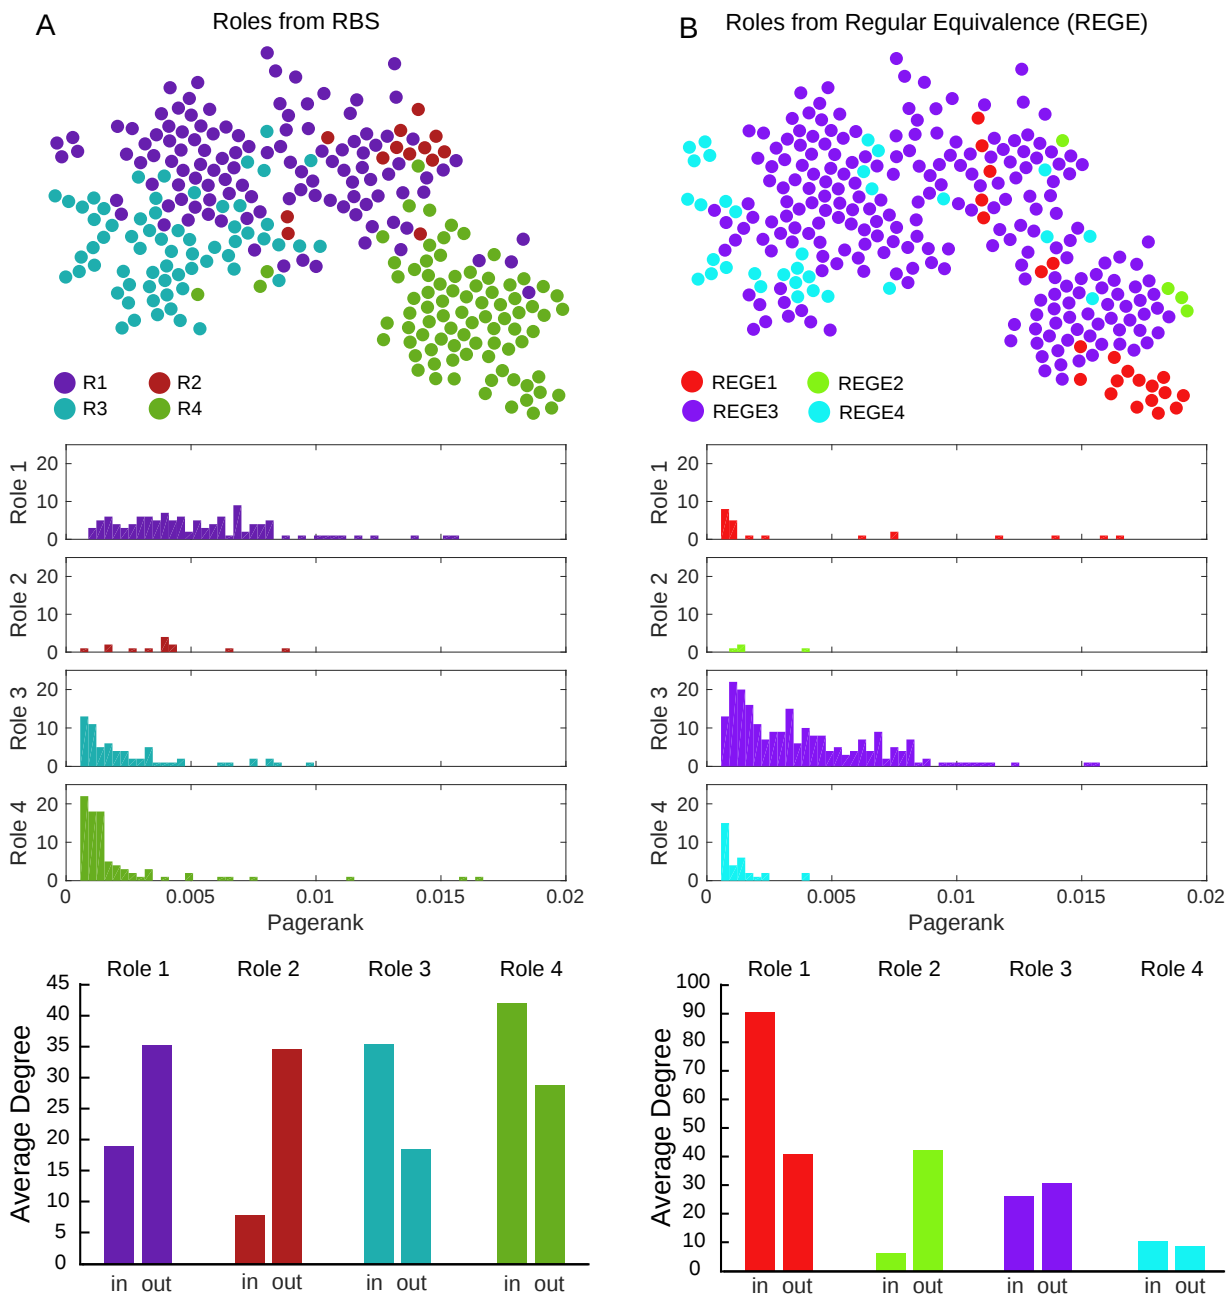 A
Roles from RBS
R1
R2
R3
R4
Role 1
20
10
0
Role 2
20
10
0
Role 3
20
10
0
Role 4
20
10
0
0
0.005
0.01
0.015
0.02
Pagerank
Role 1
Role 2
Role 3
Role 4
Average Degree
45
40
35
30
25
20
15
10
5
0
in out
in out
in out
in out
B
Roles from Regular Equivalence (REGE)
REGE1
REGE2
REGE3
REGE4
Role 1
20
10
0
Role 2
20
10
0
Role 3
20
10
0
Role 4
20
10
0
0
0.005
0.01
0.015
0.02
Pagerank
Role 1
Role 2
Role 3
Role 4
Average Degree
100
90
80
70
60
50
40
30
20
10
0
in out
in out
in out
in out